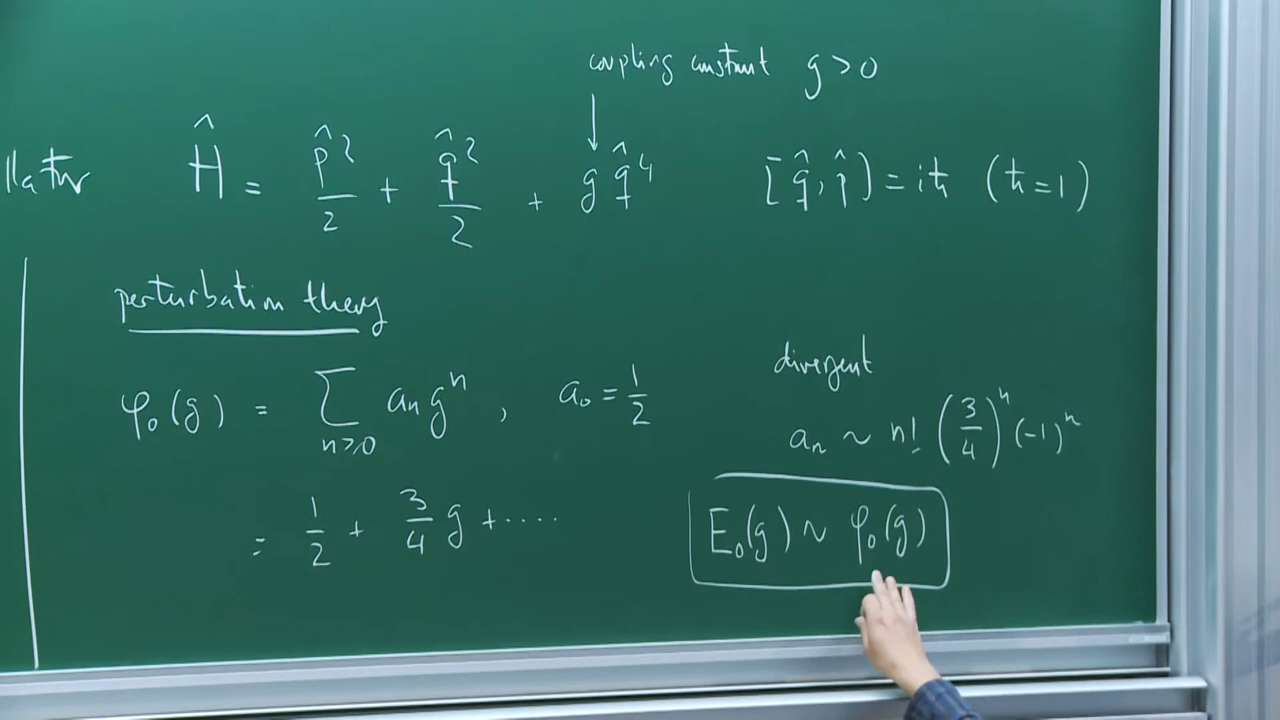 coupling constant g > 0
llator Ĥ = p̂²/2 + q̂²/2 + g q̂⁴ [q̂, p̂] = iħ (ħ=1)
perturbation theory
φ₀(g) = Σ_{n≥0} aₙ gⁿ , a₀ = 1/2
divergent
aₙ ~ n! (3/4)ⁿ (-1)ⁿ
= 1/2 + 3/4 g + ....
E₀(g) ~ φ₀(g)